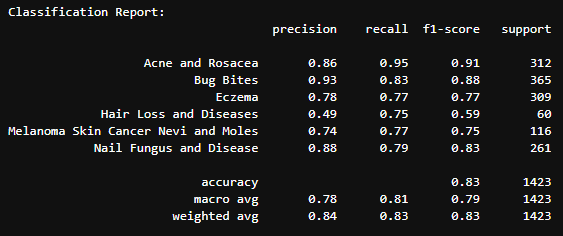 Classification Report:
precision recall f1-score support
Acne and Rosacea 0.86 0.95 0.91 312
Bug Bites 0.93 0.83 0.88 365
Eczema 0.78 0.77 0.77 309
Hair Loss and Diseases 0.49 0.75 0.59 60
Melanoma Skin Cancer Nevi and Moles 0.74 0.77 0.75 116
Nail Fungus and Disease 0.88 0.79 0.83 261
accuracy 0.83 1423
macro avg 0.78 0.81 0.79 1423
weighted avg 0.84 0.83 0.83 1423